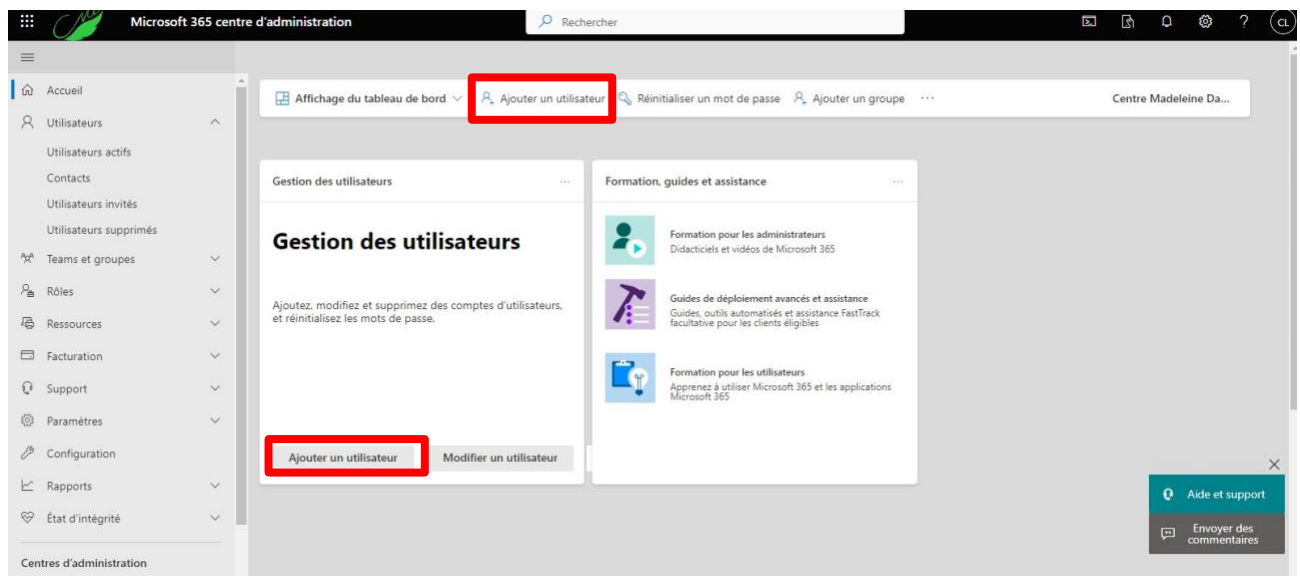 Microsoft 365 centre d'administration
Rechercher
?
CL
Accueil
Utilisateurs
Utilisateurs actifs
Contacts
Utilisateurs invités
Utilisateurs supprimés
Teams et groupes
Rôles
Ressources
Facturation
Support
Paramètres
Configuration
Rapports
État d'intégrité
Centres d'administration
Affichage du tableau de bord
Ajouter un utilisateur
Réinitialiser un mot de passe
Ajouter un groupe
Centre Madeleine Da...
Gestion des utilisateurs
Gestion des utilisateurs
Ajoutez, modifiez et supprimez des comptes d'utilisateurs,
et réinitialisez les mots de passe.
Ajouter un utilisateur
Modifier un utilisateur
Formation, guides et assistance
Formation pour les administrateurs
Didacticiels et vidéos de Microsoft 365
Guides de déploiement avancés et assistance
Guides, outils automatisés et assistance FastTrack
facultative pour les clients éligibles
Formation pour les utilisateurs
Apprenez à utiliser Microsoft 365 et les applications
Microsoft 365
Aide et support
Envoyer des
commentaires